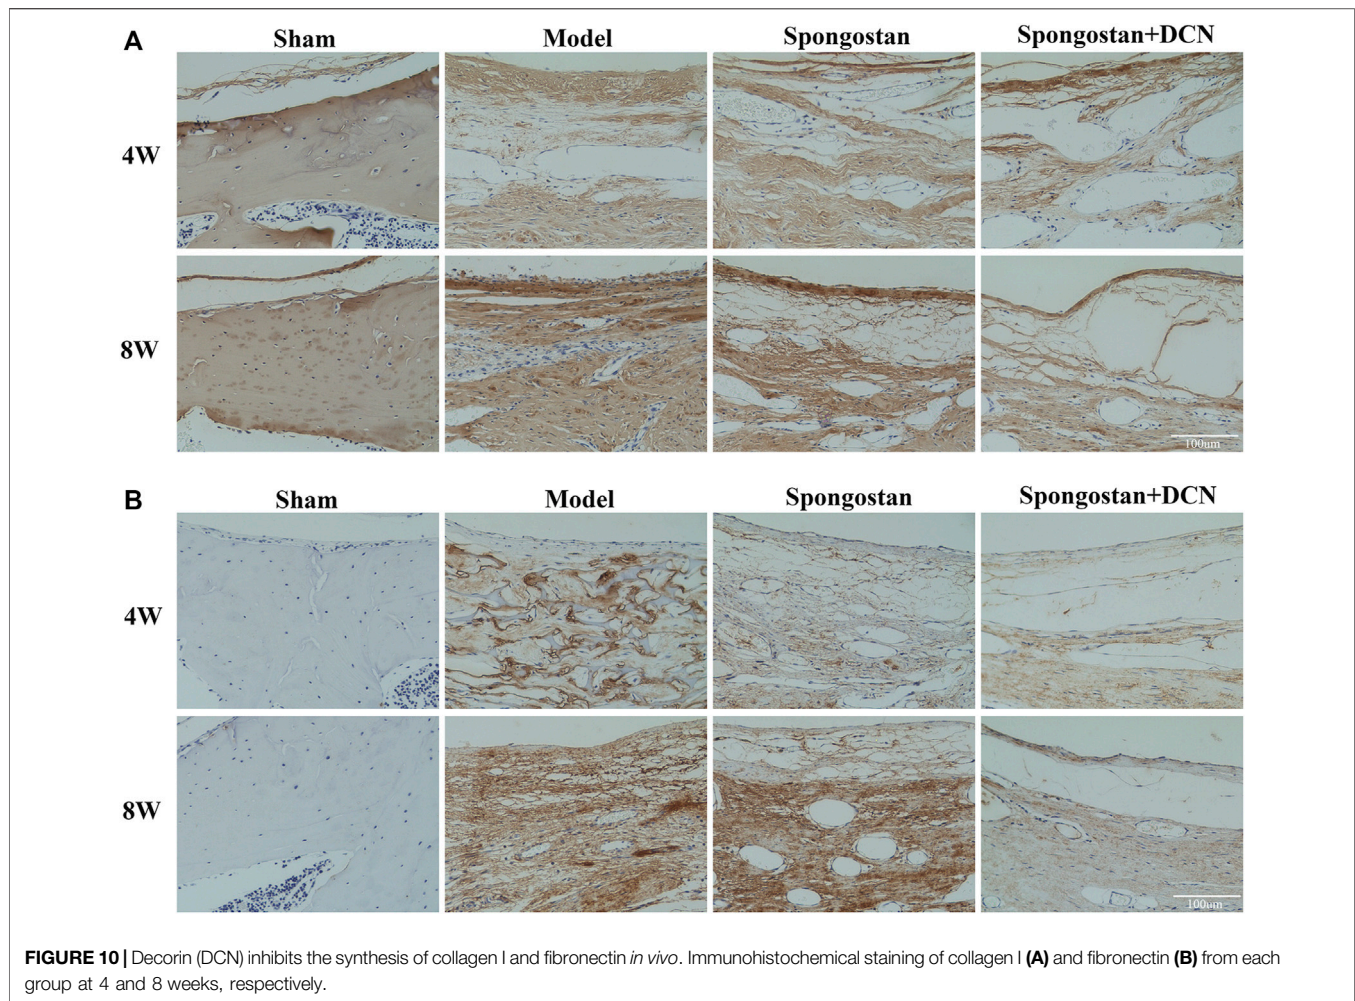 A
Sham Model Spongostan Spongostan+DCN
4W
8W
100um
B
Sham Model Spongostan Spongostan+DCN
4W
8W
100um
FIGURE 10 | Decorin (DCN) inhibits the synthesis of collagen I and fibronectin in vivo. Immunohistochemical staining of collagen I (A) and fibronectin (B) from each
group at 4 and 8 weeks, respectively.